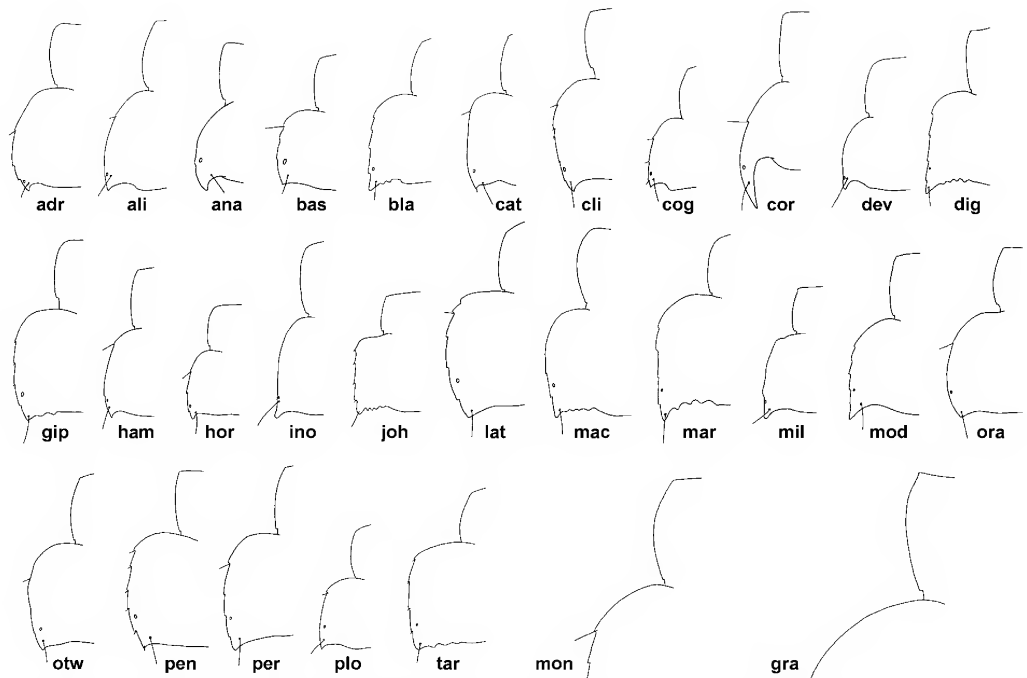 adr ali ana bas bla cat cli cog cor dev dig
gip ham hor ino joh lat mac mar mil mod ora
otw pen per plo tar mon gra